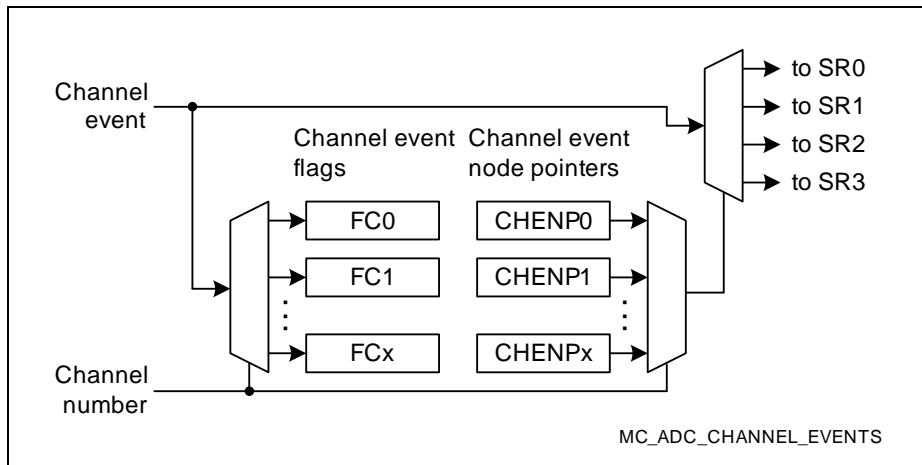 Channel
event
to SR0
to SR1
to SR2
to SR3
Channel event
flags
Channel event
node pointers
FC0
CHENP0
FC1
CHENP1
FCx
CHENPx
Channel
number
MC_ADC_CHANNEL_EVENTS